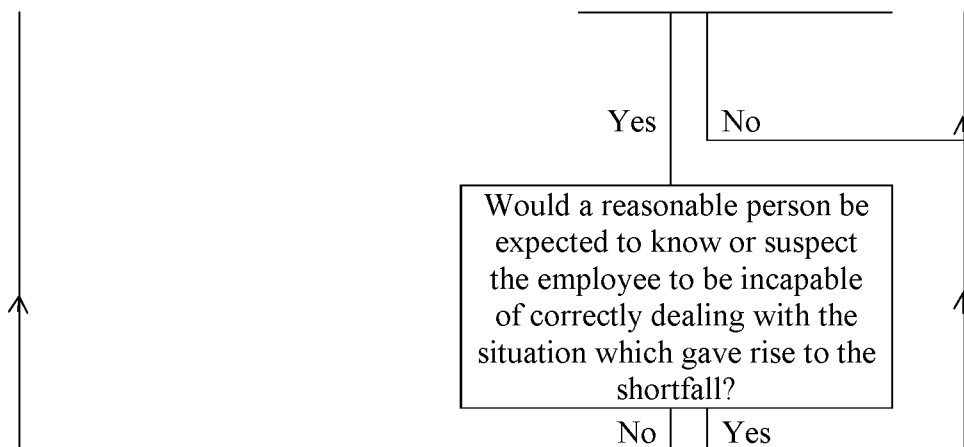 Yes No
Would a reasonable person be
expected to know or suspect
the employee to be incapable
of correctly dealing with the
situation which gave rise to the
shortfall?
No Yes